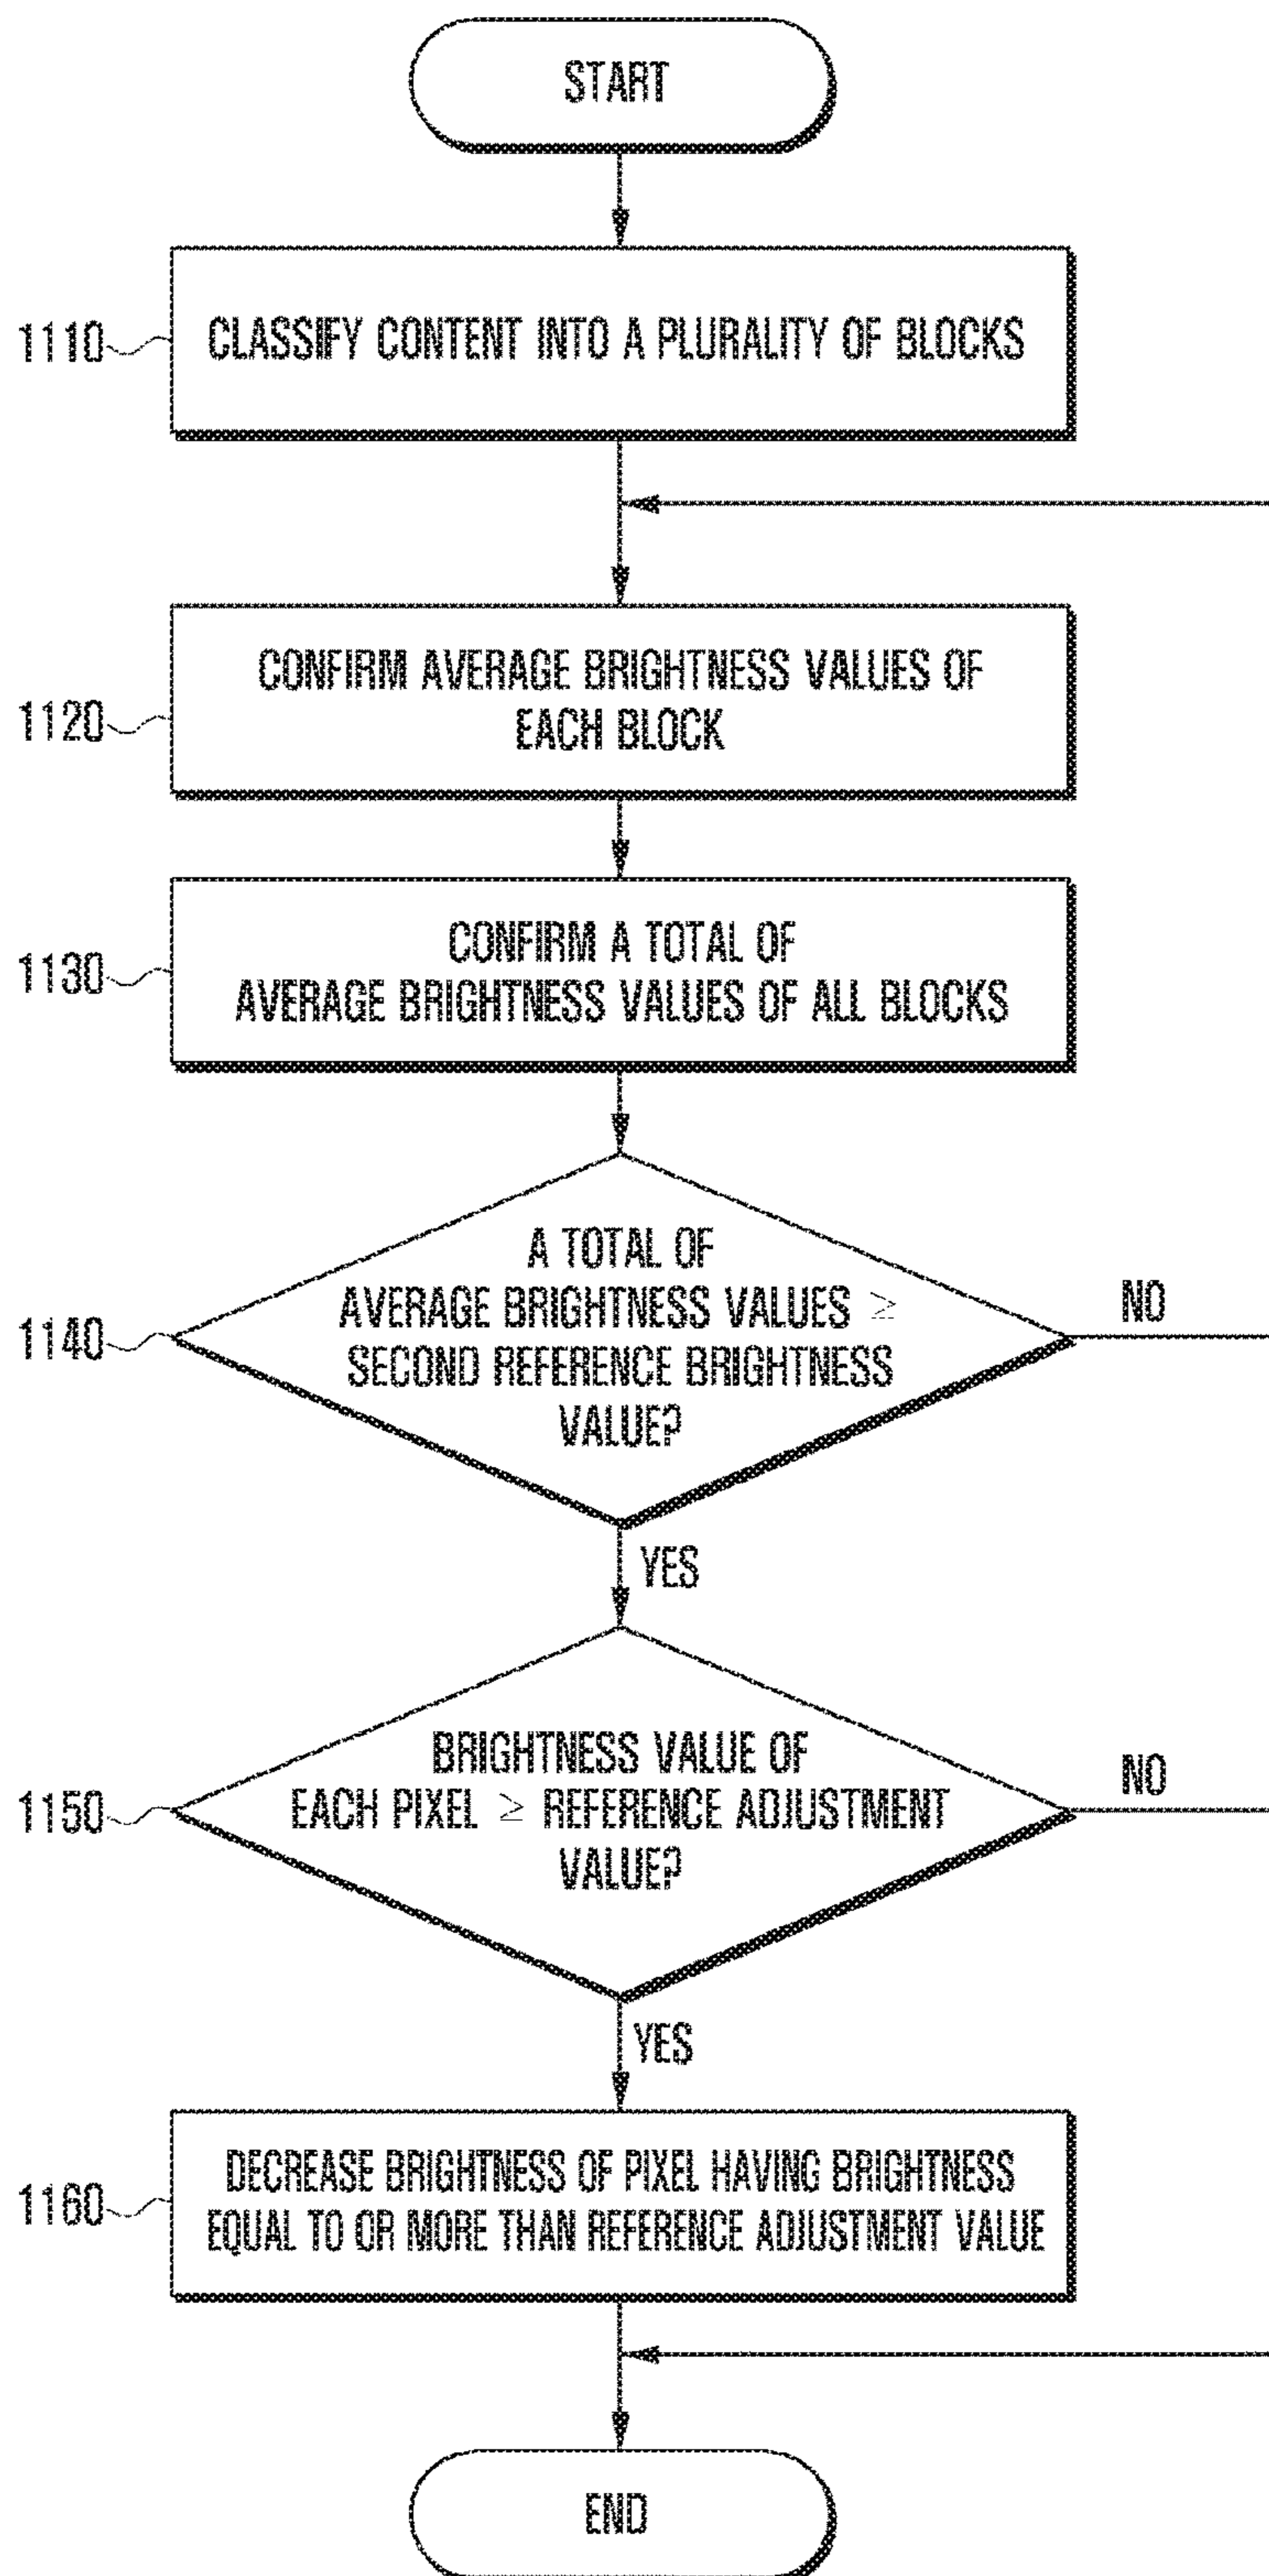 START
1110
CLASSIFY CONTENT INTO A PLURALITY OF BLOCKS
1120
CONFIRM AVERAGE BRIGHTNESS VALUES OF
EACH BLOCK
1130
CONFIRM A TOTAL OF
AVERAGE BRIGHTNESS VALUES OF ALL BLOCKS
1140
A TOTAL OF
AVERAGE BRIGHTNESS VALUES ≥
SECOND REFERENCE BRIGHTNESS
VALUE?
NO
YES
1150
BRIGHTNESS VALUE OF
EACH PIXEL ≥ REFERENCE ADJUSTMENT
VALUE?
NO
YES
1160
DECREASE BRIGHTNESS OF PIXEL HAVING BRIGHTNESS
EQUAL TO OR MORE THAN REFERENCE ADJUSTMENT VALUE
END